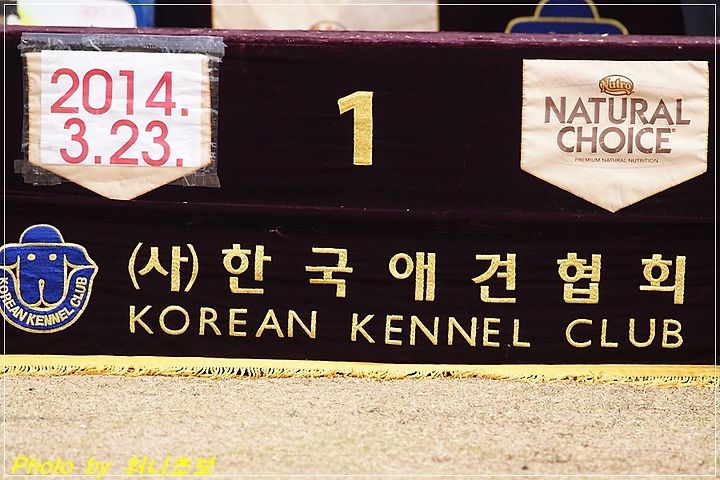 2014.
3.23.
1
Nutro
NATURAL
CHOICE®
PREMIUM NATURAL NUTRITION
(사)한국애견협회
KOREAN KENNEL CLUB
KOREAN KENNEL CLUB
Photo by 워니초보